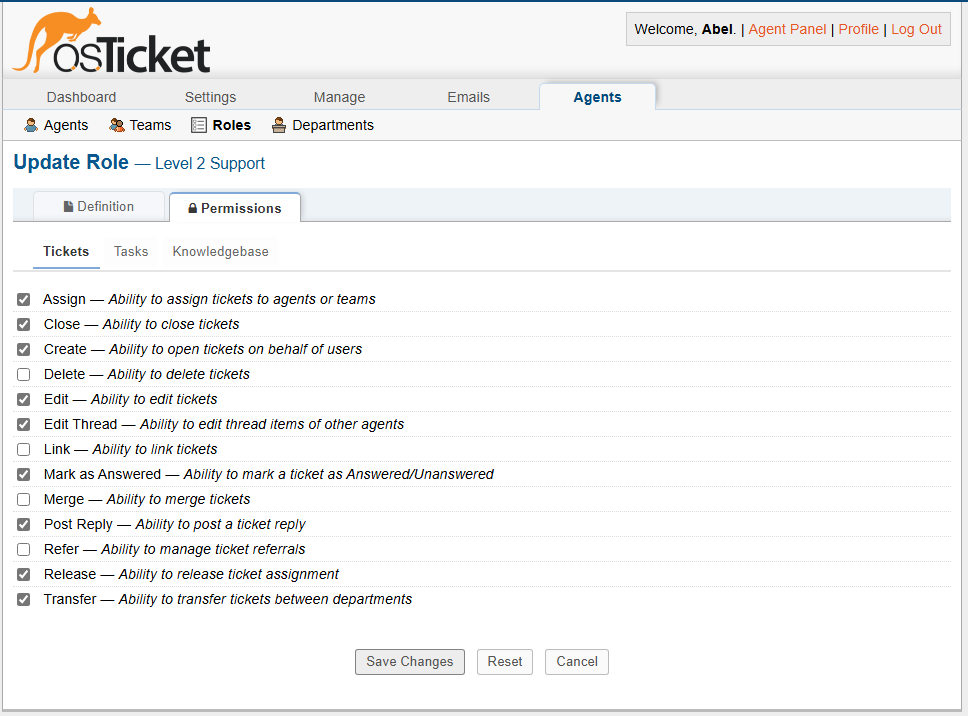 osTicket
Welcome, Abel. | Agent Panel | Profile | Log Out
Dashboard Settings Manage Emails Agents
Agents Teams Roles Departments
Update Role — Level 2 Support
Definition Permissions
Tickets Tasks Knowledgebase
Assign — Ability to assign tickets to agents or teams
Close — Ability to close tickets
Create — Ability to open tickets on behalf of users
Delete — Ability to delete tickets
Edit — Ability to edit tickets
Edit Thread — Ability to edit thread items of other agents
Link — Ability to link tickets
Mark as Answered — Ability to mark a ticket as Answered/Unanswered
Merge — Ability to merge tickets
Post Reply — Ability to post a ticket reply
Refer — Ability to manage ticket referrals
Release — Ability to release ticket assignment
Transfer — Ability to transfer tickets between departments
Save Changes Reset Cancel